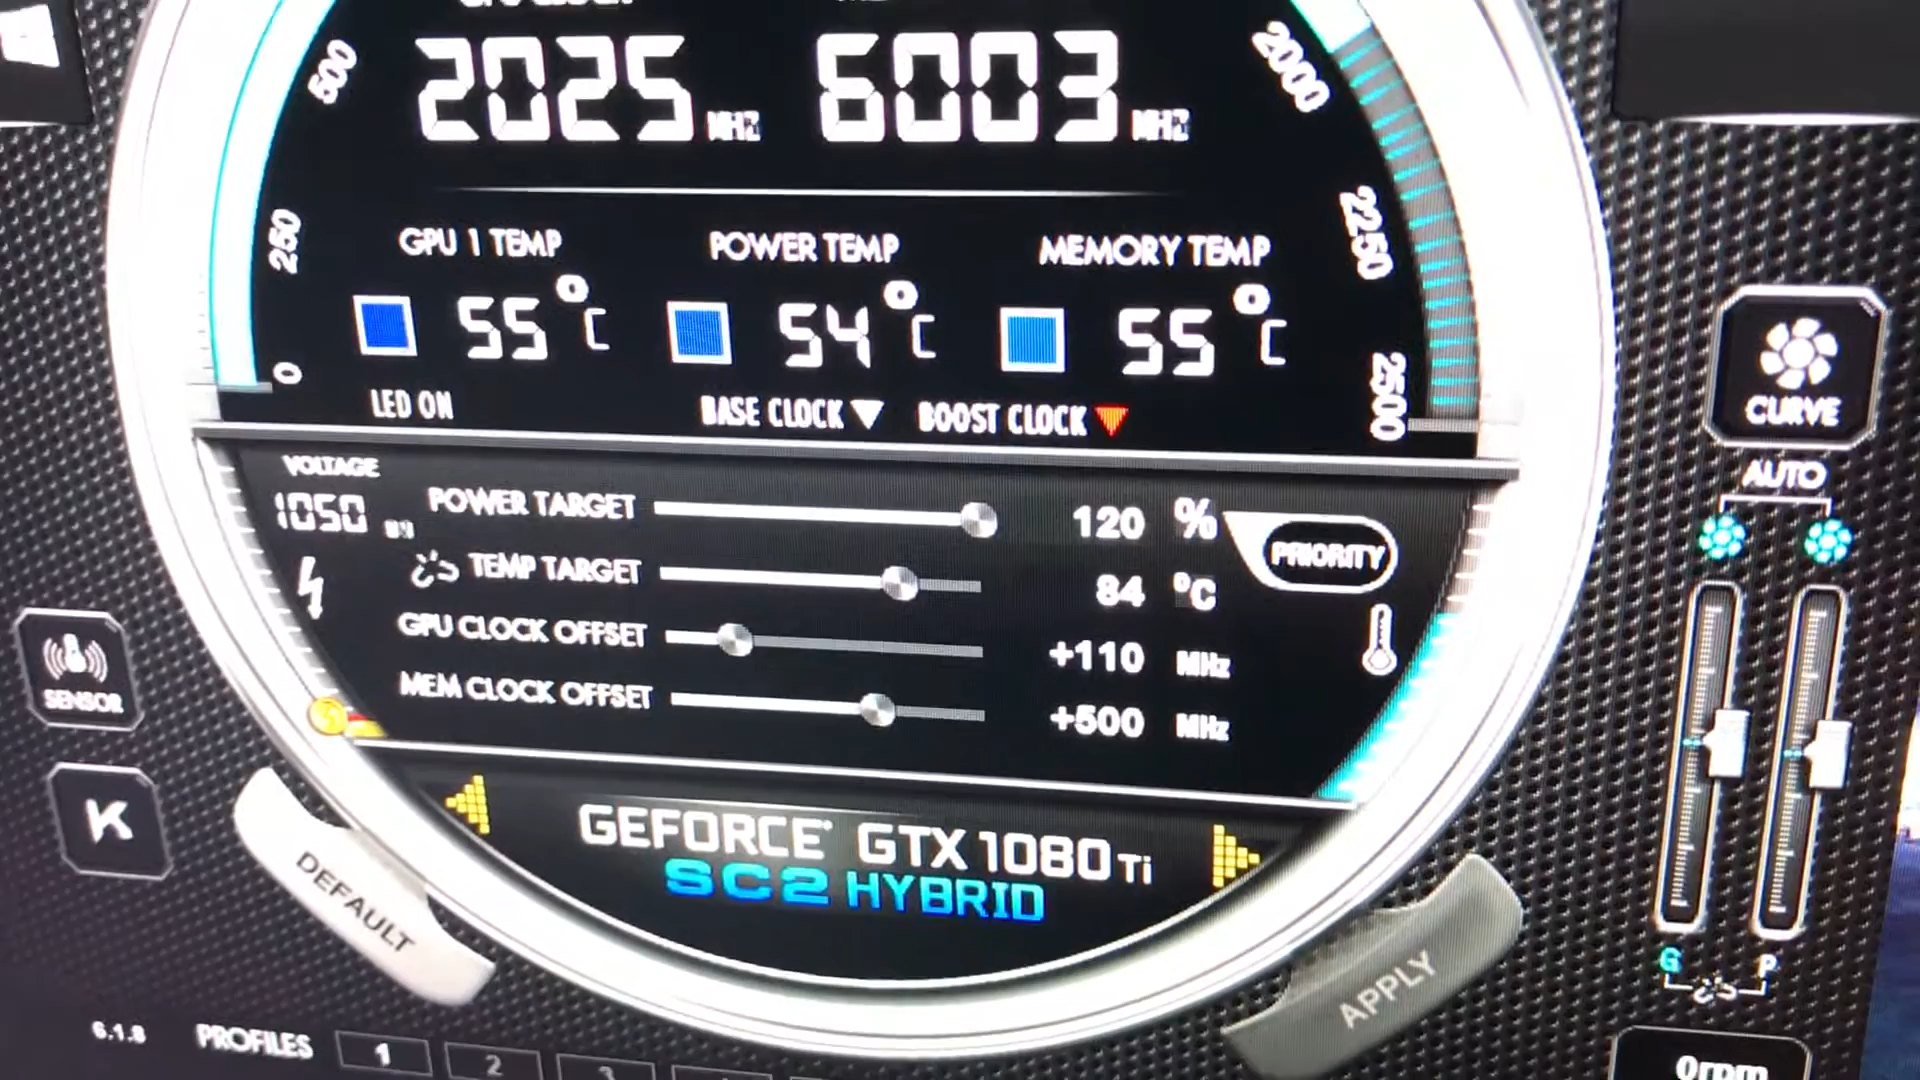 2025 MHZ 6003 MHZ
500
2000
250
2250
0
2500
GPU 1 TEMP POWER TEMP MEMORY TEMP
55 °C 54 °C 55 °C
LED ON BASE CLOCK BOOST CLOCK
CURVE
AUTO
VOLTAGE
1050
POWER TARGET 120 %
TEMP TARGET 84 °C
PRIORITY
GPU CLOCK OFFSET +110 MHz
MEM CLOCK OFFSET +500 MHz
SENSOR
K
GEFORCE® GTX 1080 Ti
SC2 HYBRID
DEFAULT
APPLY
G P
6.1.8 PROFILES 1 2 3
0rpm